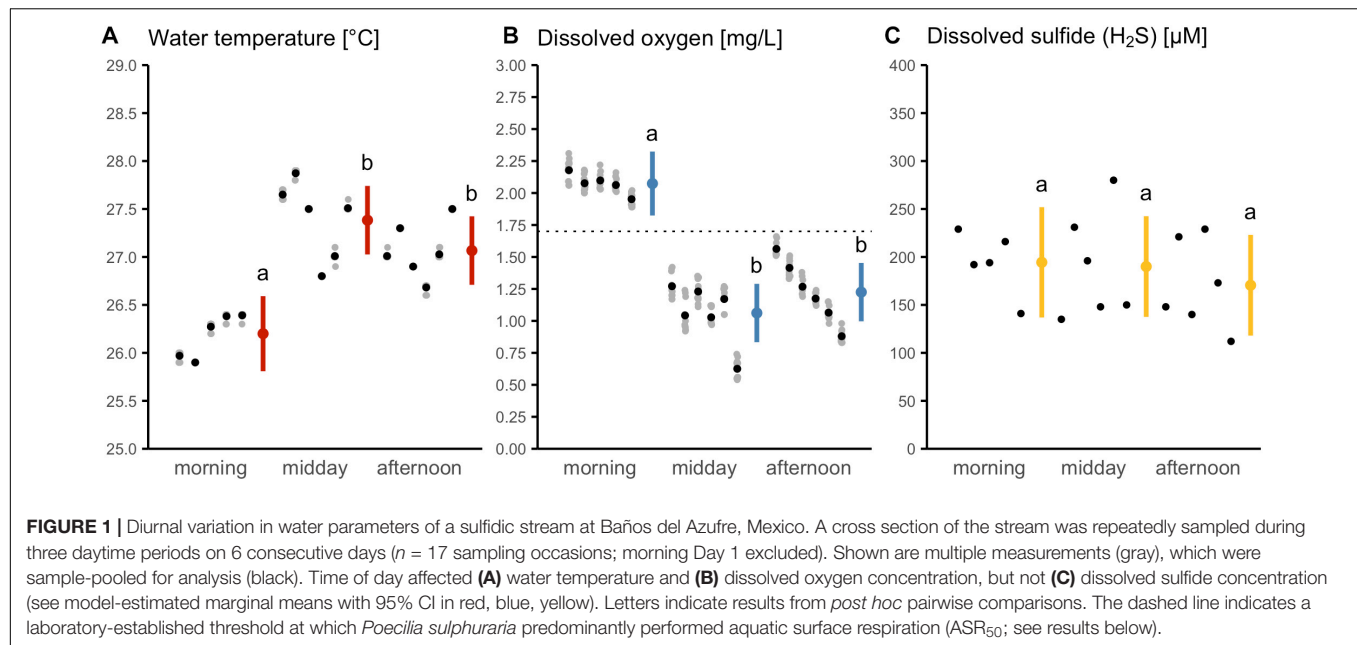 A Water temperature [°C]
29.0
28.5
28.0
27.5
27.0
26.5
26.0
25.5
25.0
a
b
b
morning midday afternoon
B Dissolved oxygen [mg/L]
3.00
2.75
2.50
2.25
2.00
1.75
1.50
1.25
1.00
0.75
0.50
0.25
0.00
a
b
b
morning midday afternoon
C Dissolved sulfide (H₂S) [µM]
400
350
300
250
200
150
100
50
0
a
a
a
morning midday afternoon
FIGURE 1 | Diurnal variation in water parameters of a sulfidic stream at Baños del Azufre, Mexico. A cross section of the stream was repeatedly sampled during
three daytime periods on 6 consecutive days (n = 17 sampling occasions; morning Day 1 excluded). Shown are multiple measurements (gray), which were
sample-pooled for analysis (black). Time of day affected (A) water temperature and (B) dissolved oxygen concentration, but not (C) dissolved sulfide concentration
(see model-estimated marginal means with 95% CI in red, blue, yellow). Letters indicate results from post hoc pairwise comparisons. The dashed line indicates a
laboratory-established threshold at which Poecilia sulphuraria predominantly performed aquatic surface respiration (ASR₅₀; see results below).